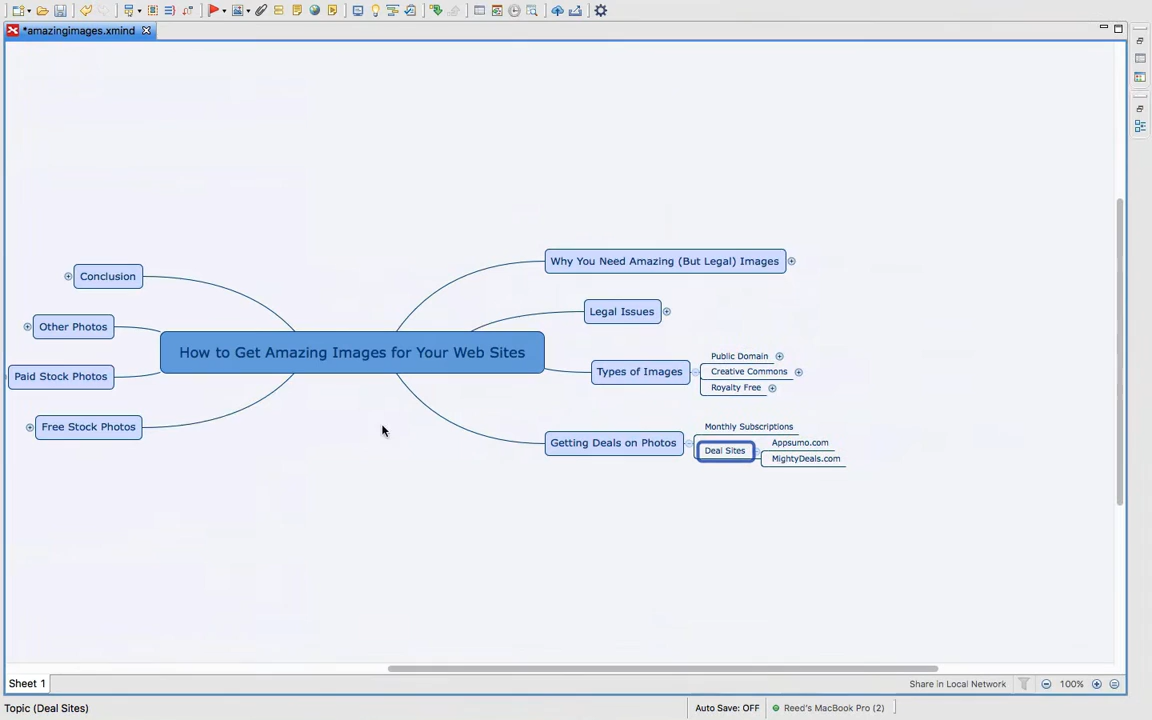 *amazingimages.xmind
Conclusion
Other Photos
Paid Stock Photos
Free Stock Photos
How to Get Amazing Images for Your Web Sites
Why You Need Amazing (But Legal) Images
Legal Issues
Types of Images
Public Domain
Creative Commons
Royalty Free
Getting Deals on Photos
Monthly Subscriptions
Deal Sites
Appsumo.com
MightyDeals.com
Sheet 1
Share in Local Network
100%
Topic (Deal Sites)
Auto Save: OFF
Reed's MacBook Pro (2)